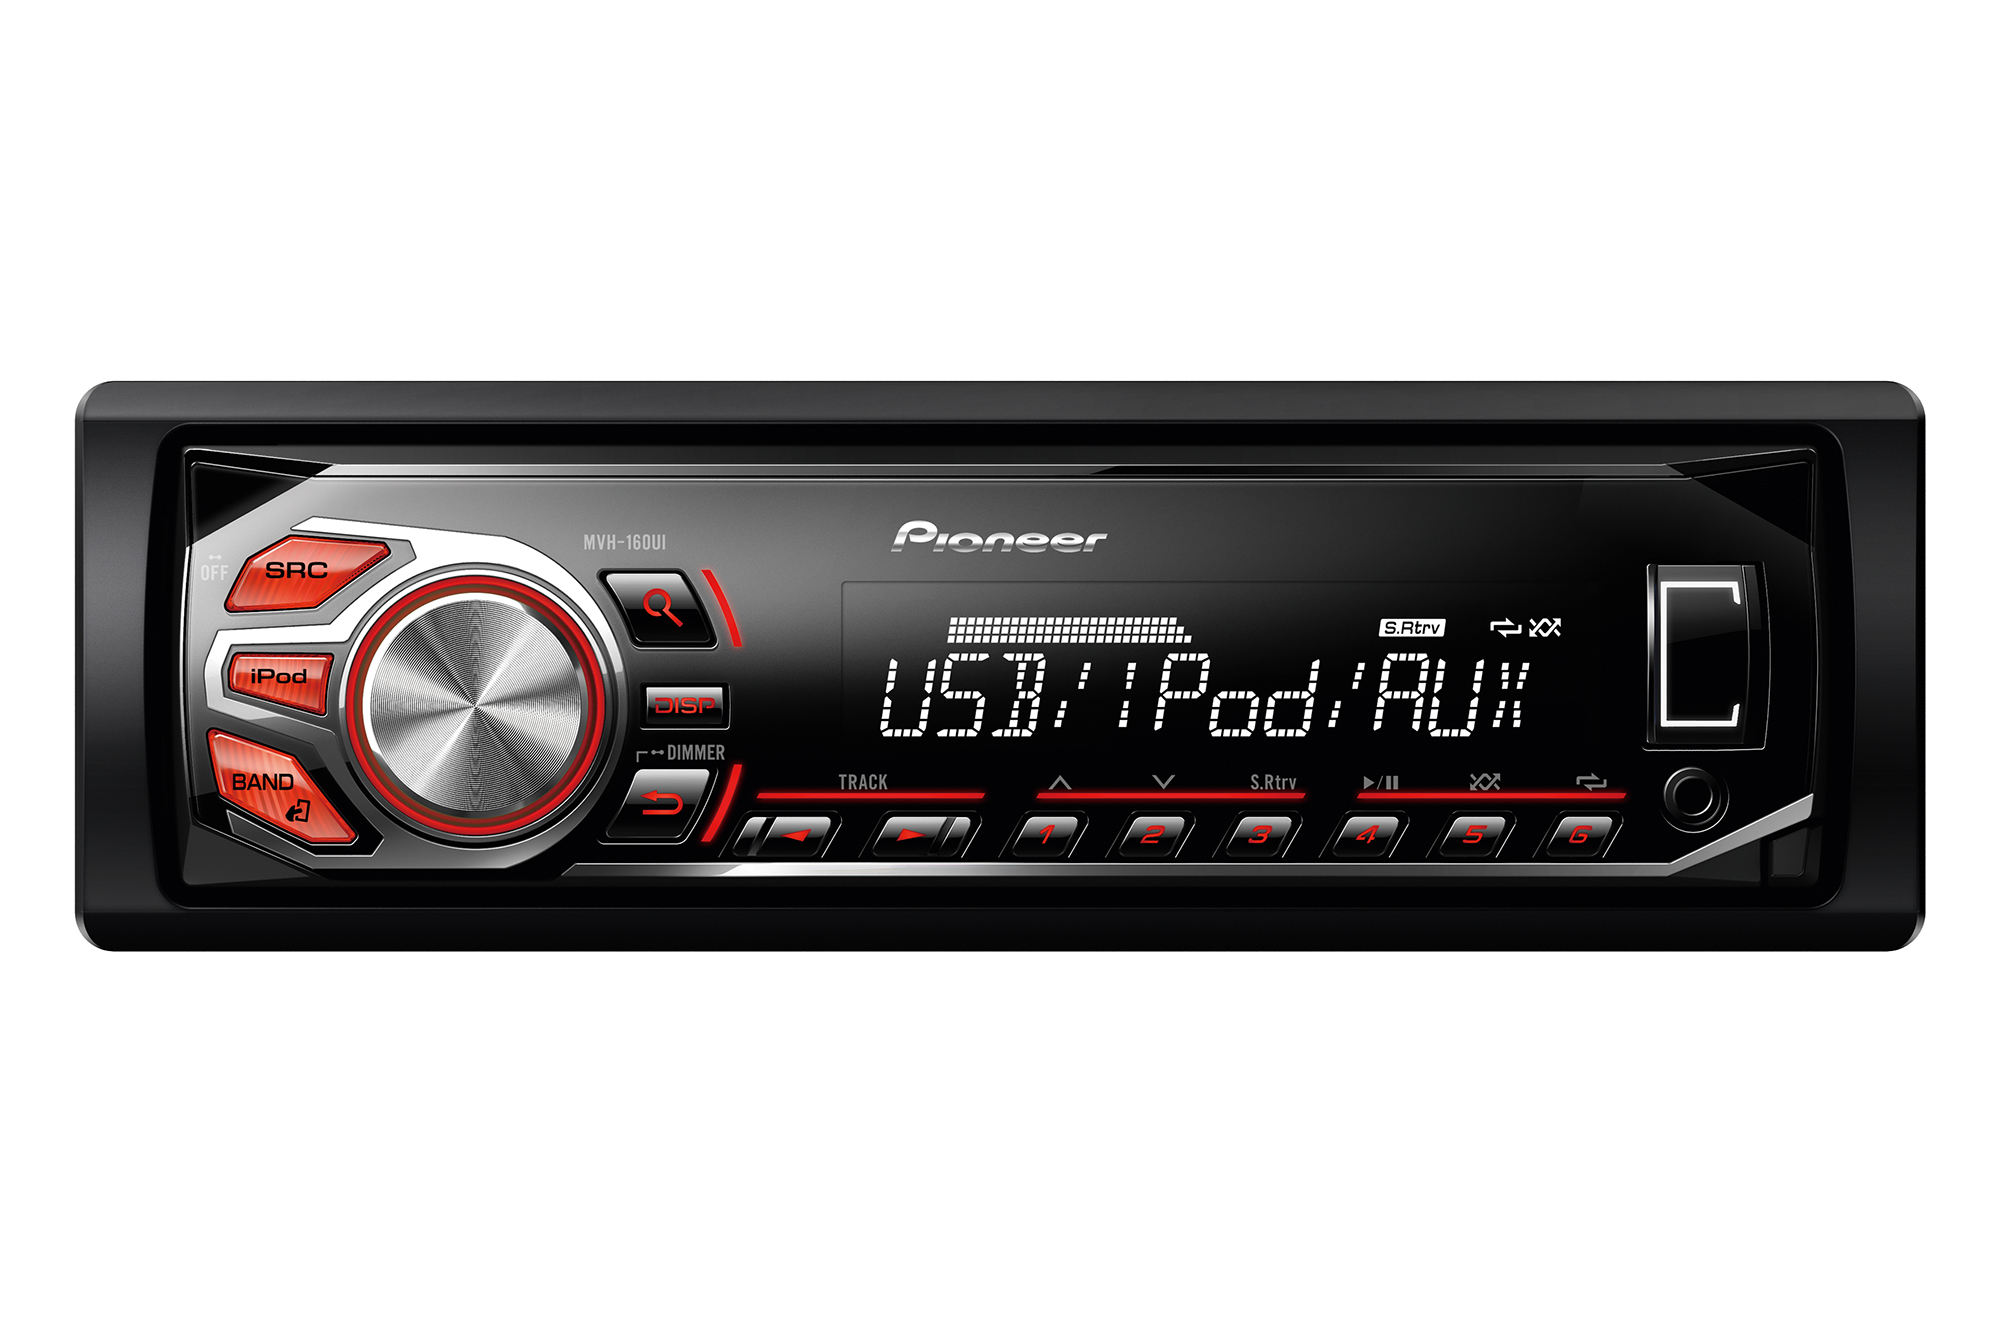 MVH-160UI
Pioneer
OFF
SRC
iPod
BAND
DISP
DIMMER
S.Rtrv
USB/iPod/AUX
TRACK
S.Rtrv
1 2 3 4 5 6